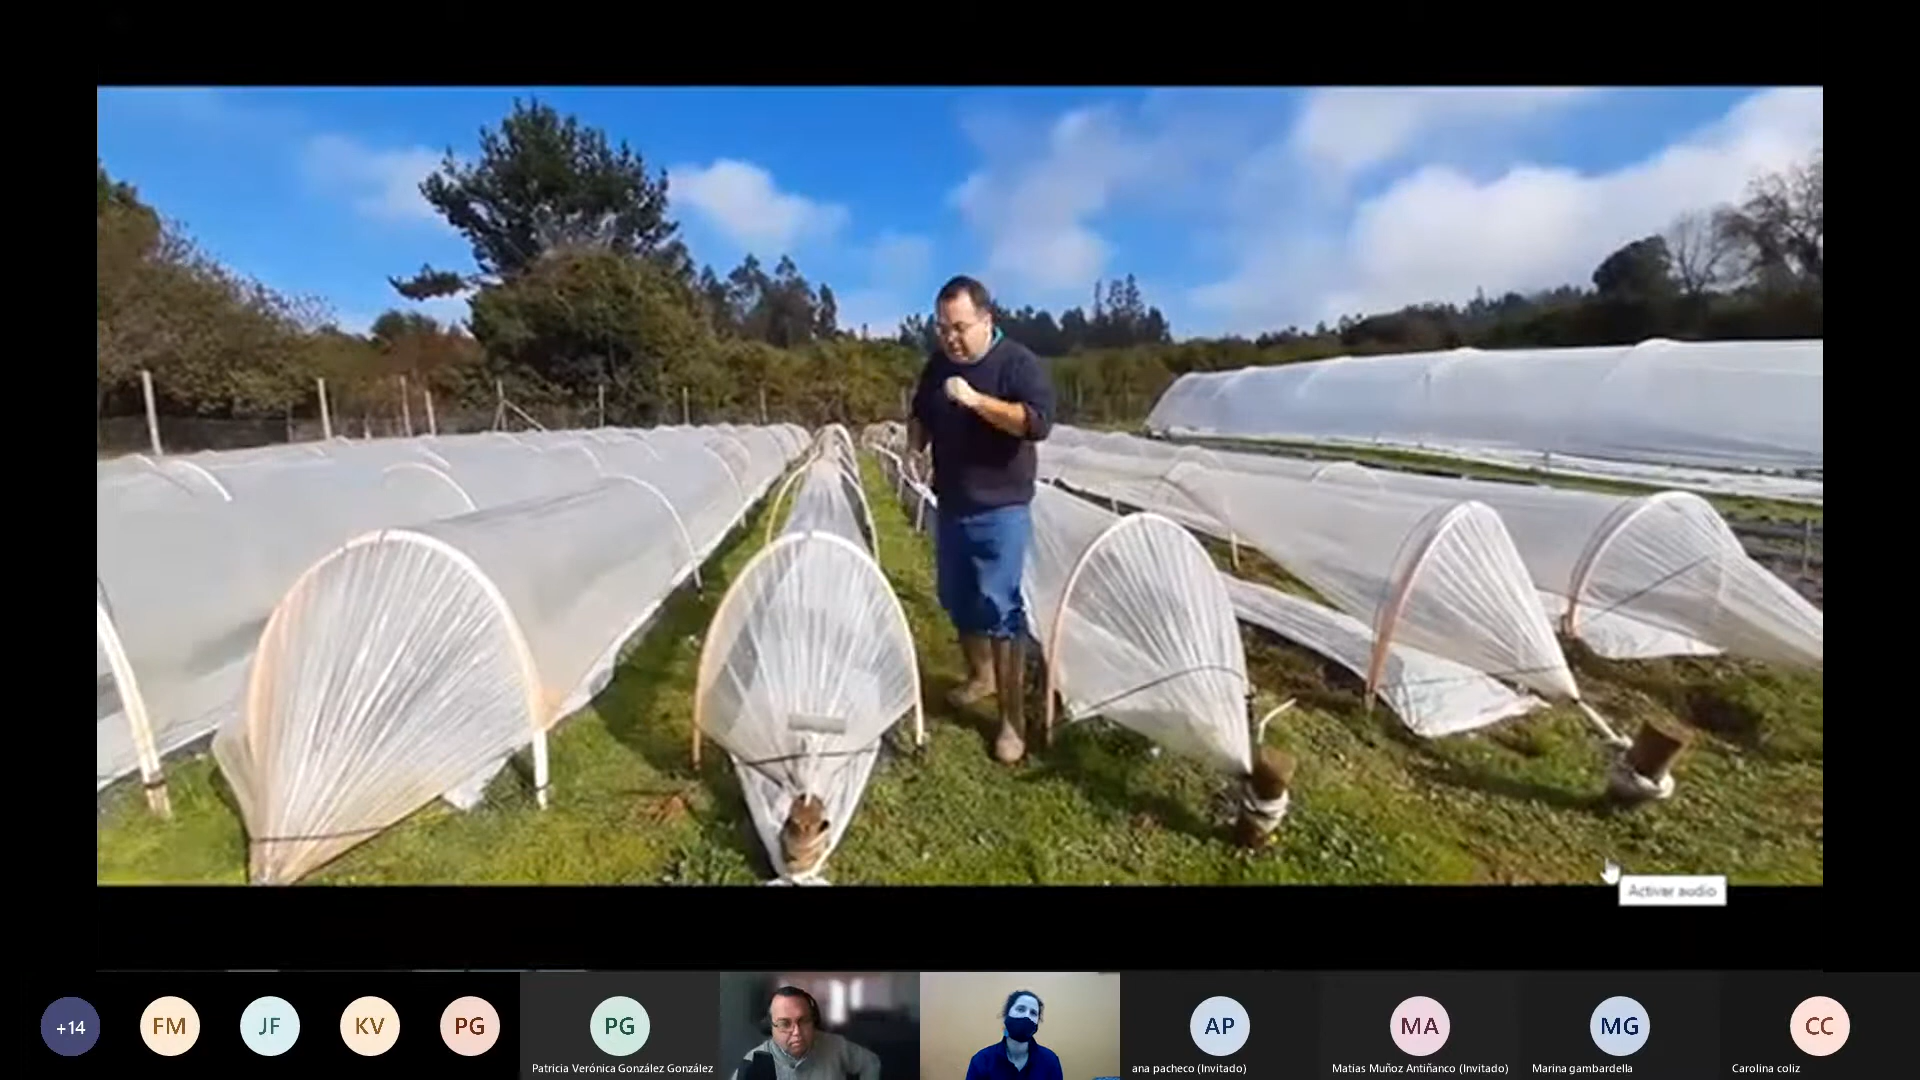 Activar audio
+14
FM
JF
KV
PG
PG
Patricia Verónica González González
AP
ana pacheco (Invitado)
MA
Matias Muñoz Antiñanco (Invitado)
MG
Marina gambardella
CC
Carolina coliz